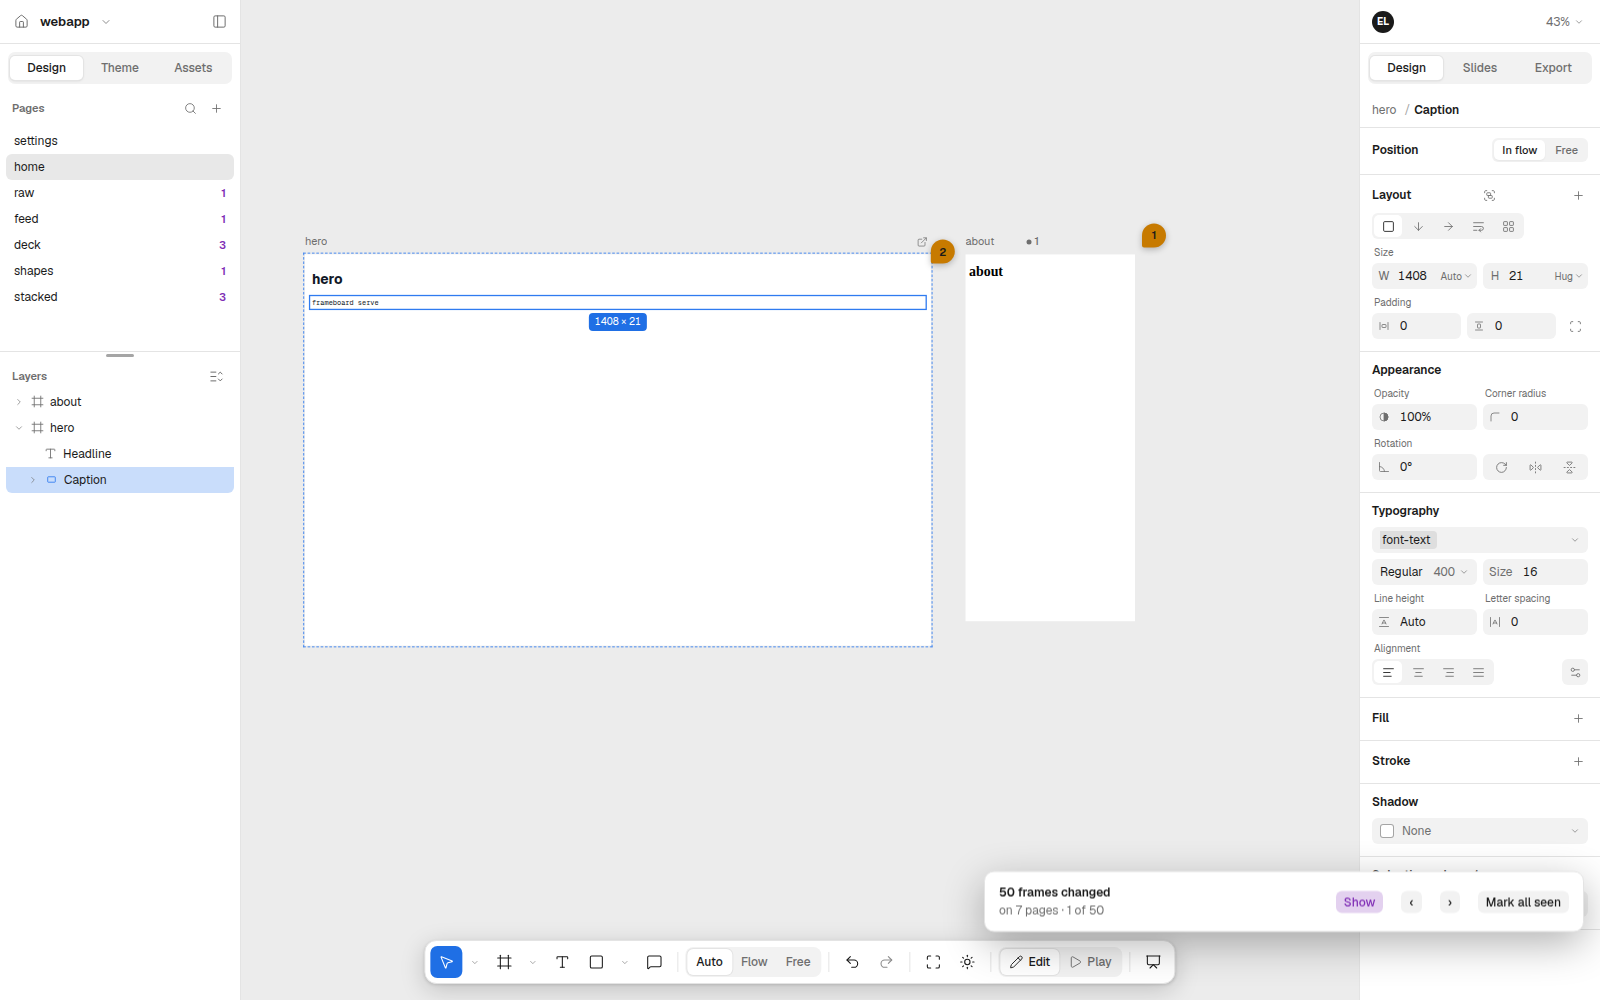 webapp
Design
Theme
Assets
Pages
settings
home
raw 1
feed 1
deck 3
shapes 1
stacked 3
Layers
about
hero
Headline
Caption
hero
2
hero
frameboard serve
1408 × 21
about
1
1
about
Auto
Flow
Free
Edit
Play
50 frames changed
on 7 pages · 1 of 50
Show
‹
›
Mark all seen
EL
43%
Design
Slides
Export
hero / Caption
Position
In flow
Free
Layout
Size
W 1408 Auto
H 21 Hug
Padding
0
0
Appearance
Opacity
Corner radius
100%
0
Rotation
0°
Typography
font-text
Regular 400
Size 16
Line height
Letter spacing
Auto
0
Alignment
Fill
Stroke
Shadow
None